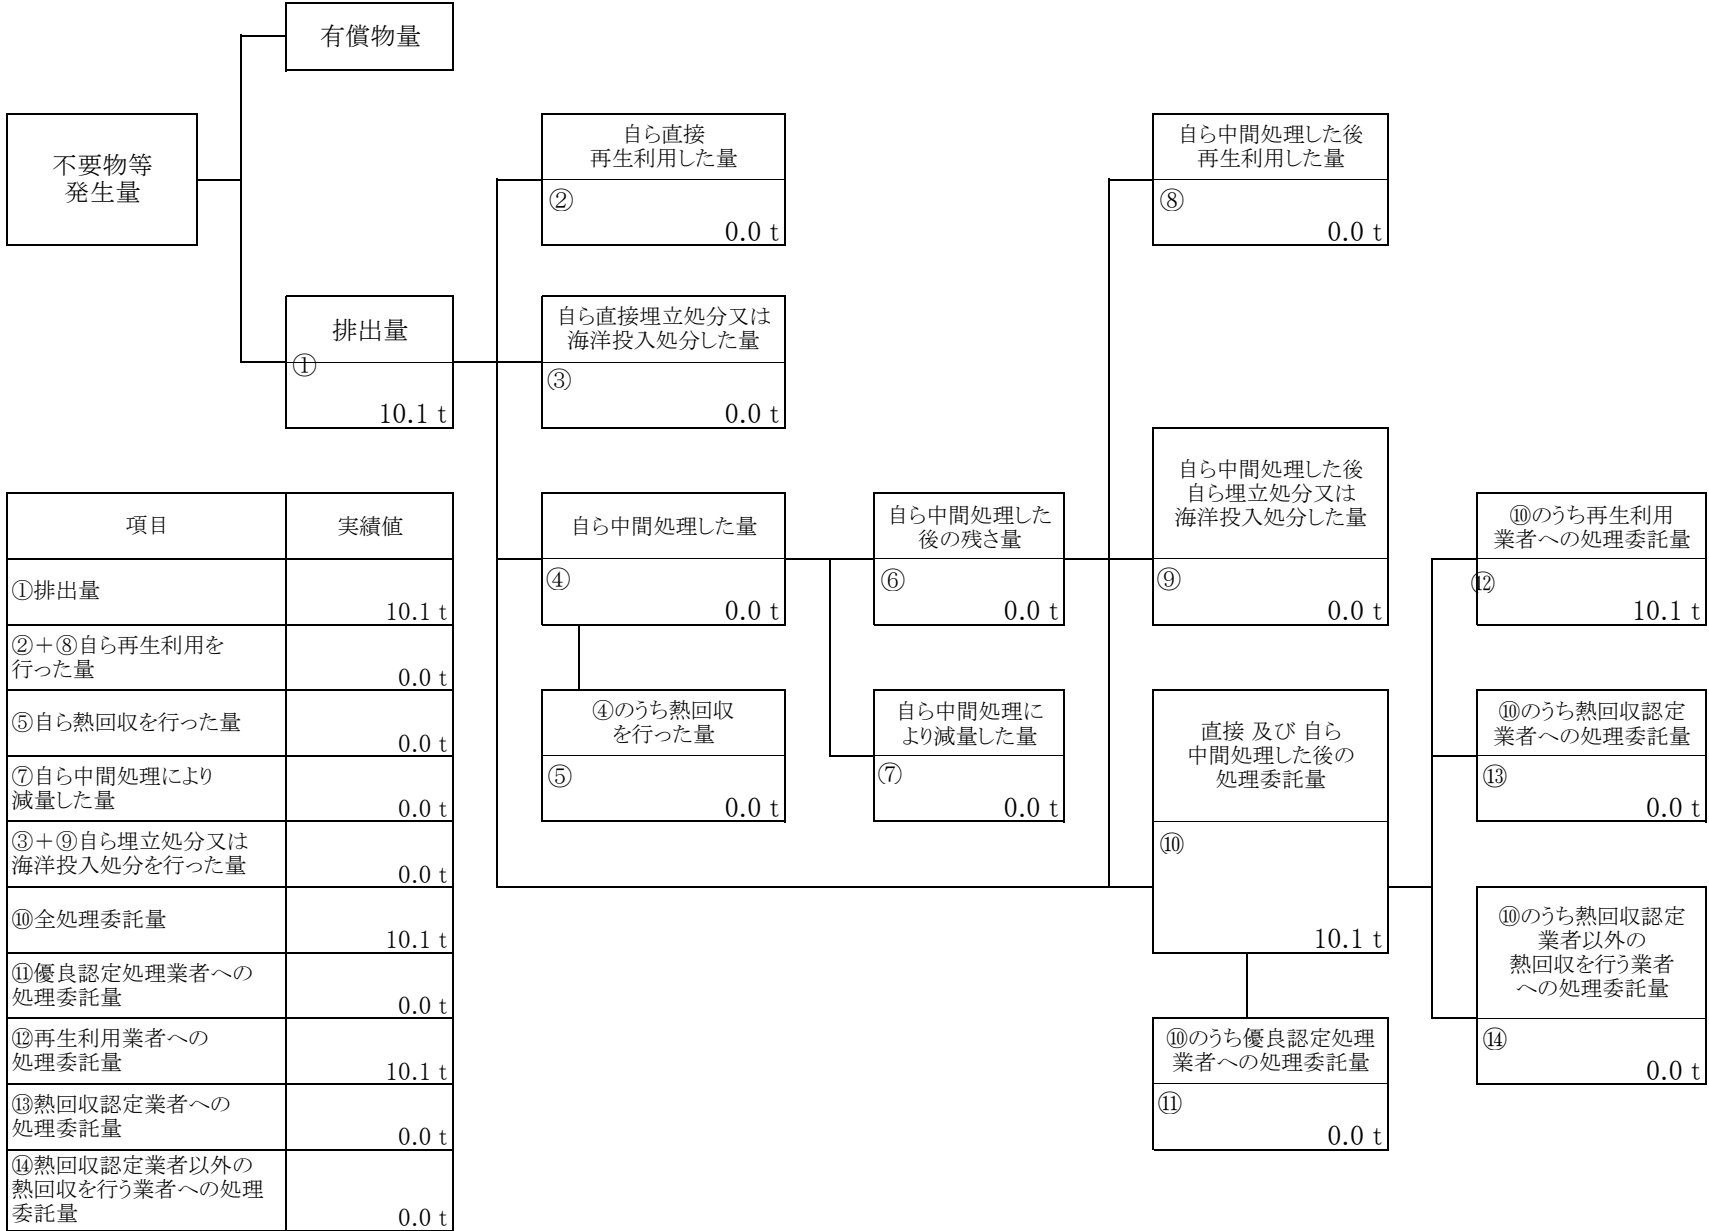 有償物量
不要物等
発生量
自ら直接
再生利用した量
②
0.0 t
自ら中間処理した後
再生利用した量
⑧
0.0 t
排出量
①
10.1 t
自ら直接埋立処分又は
海洋投入処分した量
③
0.0 t
自ら中間処理した量
④
0.0 t
自ら中間処理した
後の残さ量
⑥
0.0 t
自ら中間処理した後
自ら埋立処分又は
海洋投入処分した量
⑨
0.0 t
⑩のうち再生利用
業者への処理委託量
⑫
10.1 t
④のうち熱回収
を行った量
⑤
0.0 t
自ら中間処理に
より減量した量
⑦
0.0 t
直接 及び 自ら
中間処理した後の
処理委託量
⑩
10.1 t
⑩のうち熱回収認定
業者への処理委託量
⑬
0.0 t
⑩のうち熱回収認定
業者以外の
熱回収を行う業者
への処理委託量
⑭
0.0 t
⑩のうち優良認定処理
業者への処理委託量
⑪
0.0 t
項目 実績値
①排出量
10.1 t
②＋⑧自ら再生利用を
行った量
0.0 t
⑤自ら熱回収を行った量
0.0 t
⑦自ら中間処理により
減量した量
0.0 t
③＋⑨自ら埋立処分又は
海洋投入処分を行った量
0.0 t
⑩全処理委託量
10.1 t
⑪優良認定処理業者への
処理委託量
0.0 t
⑫再生利用業者への
処理委託量
10.1 t
⑬熱回収認定業者への
処理委託量
0.0 t
⑭熱回収認定業者以外の
熱回収を行う業者への処理
委託量
0.0 t